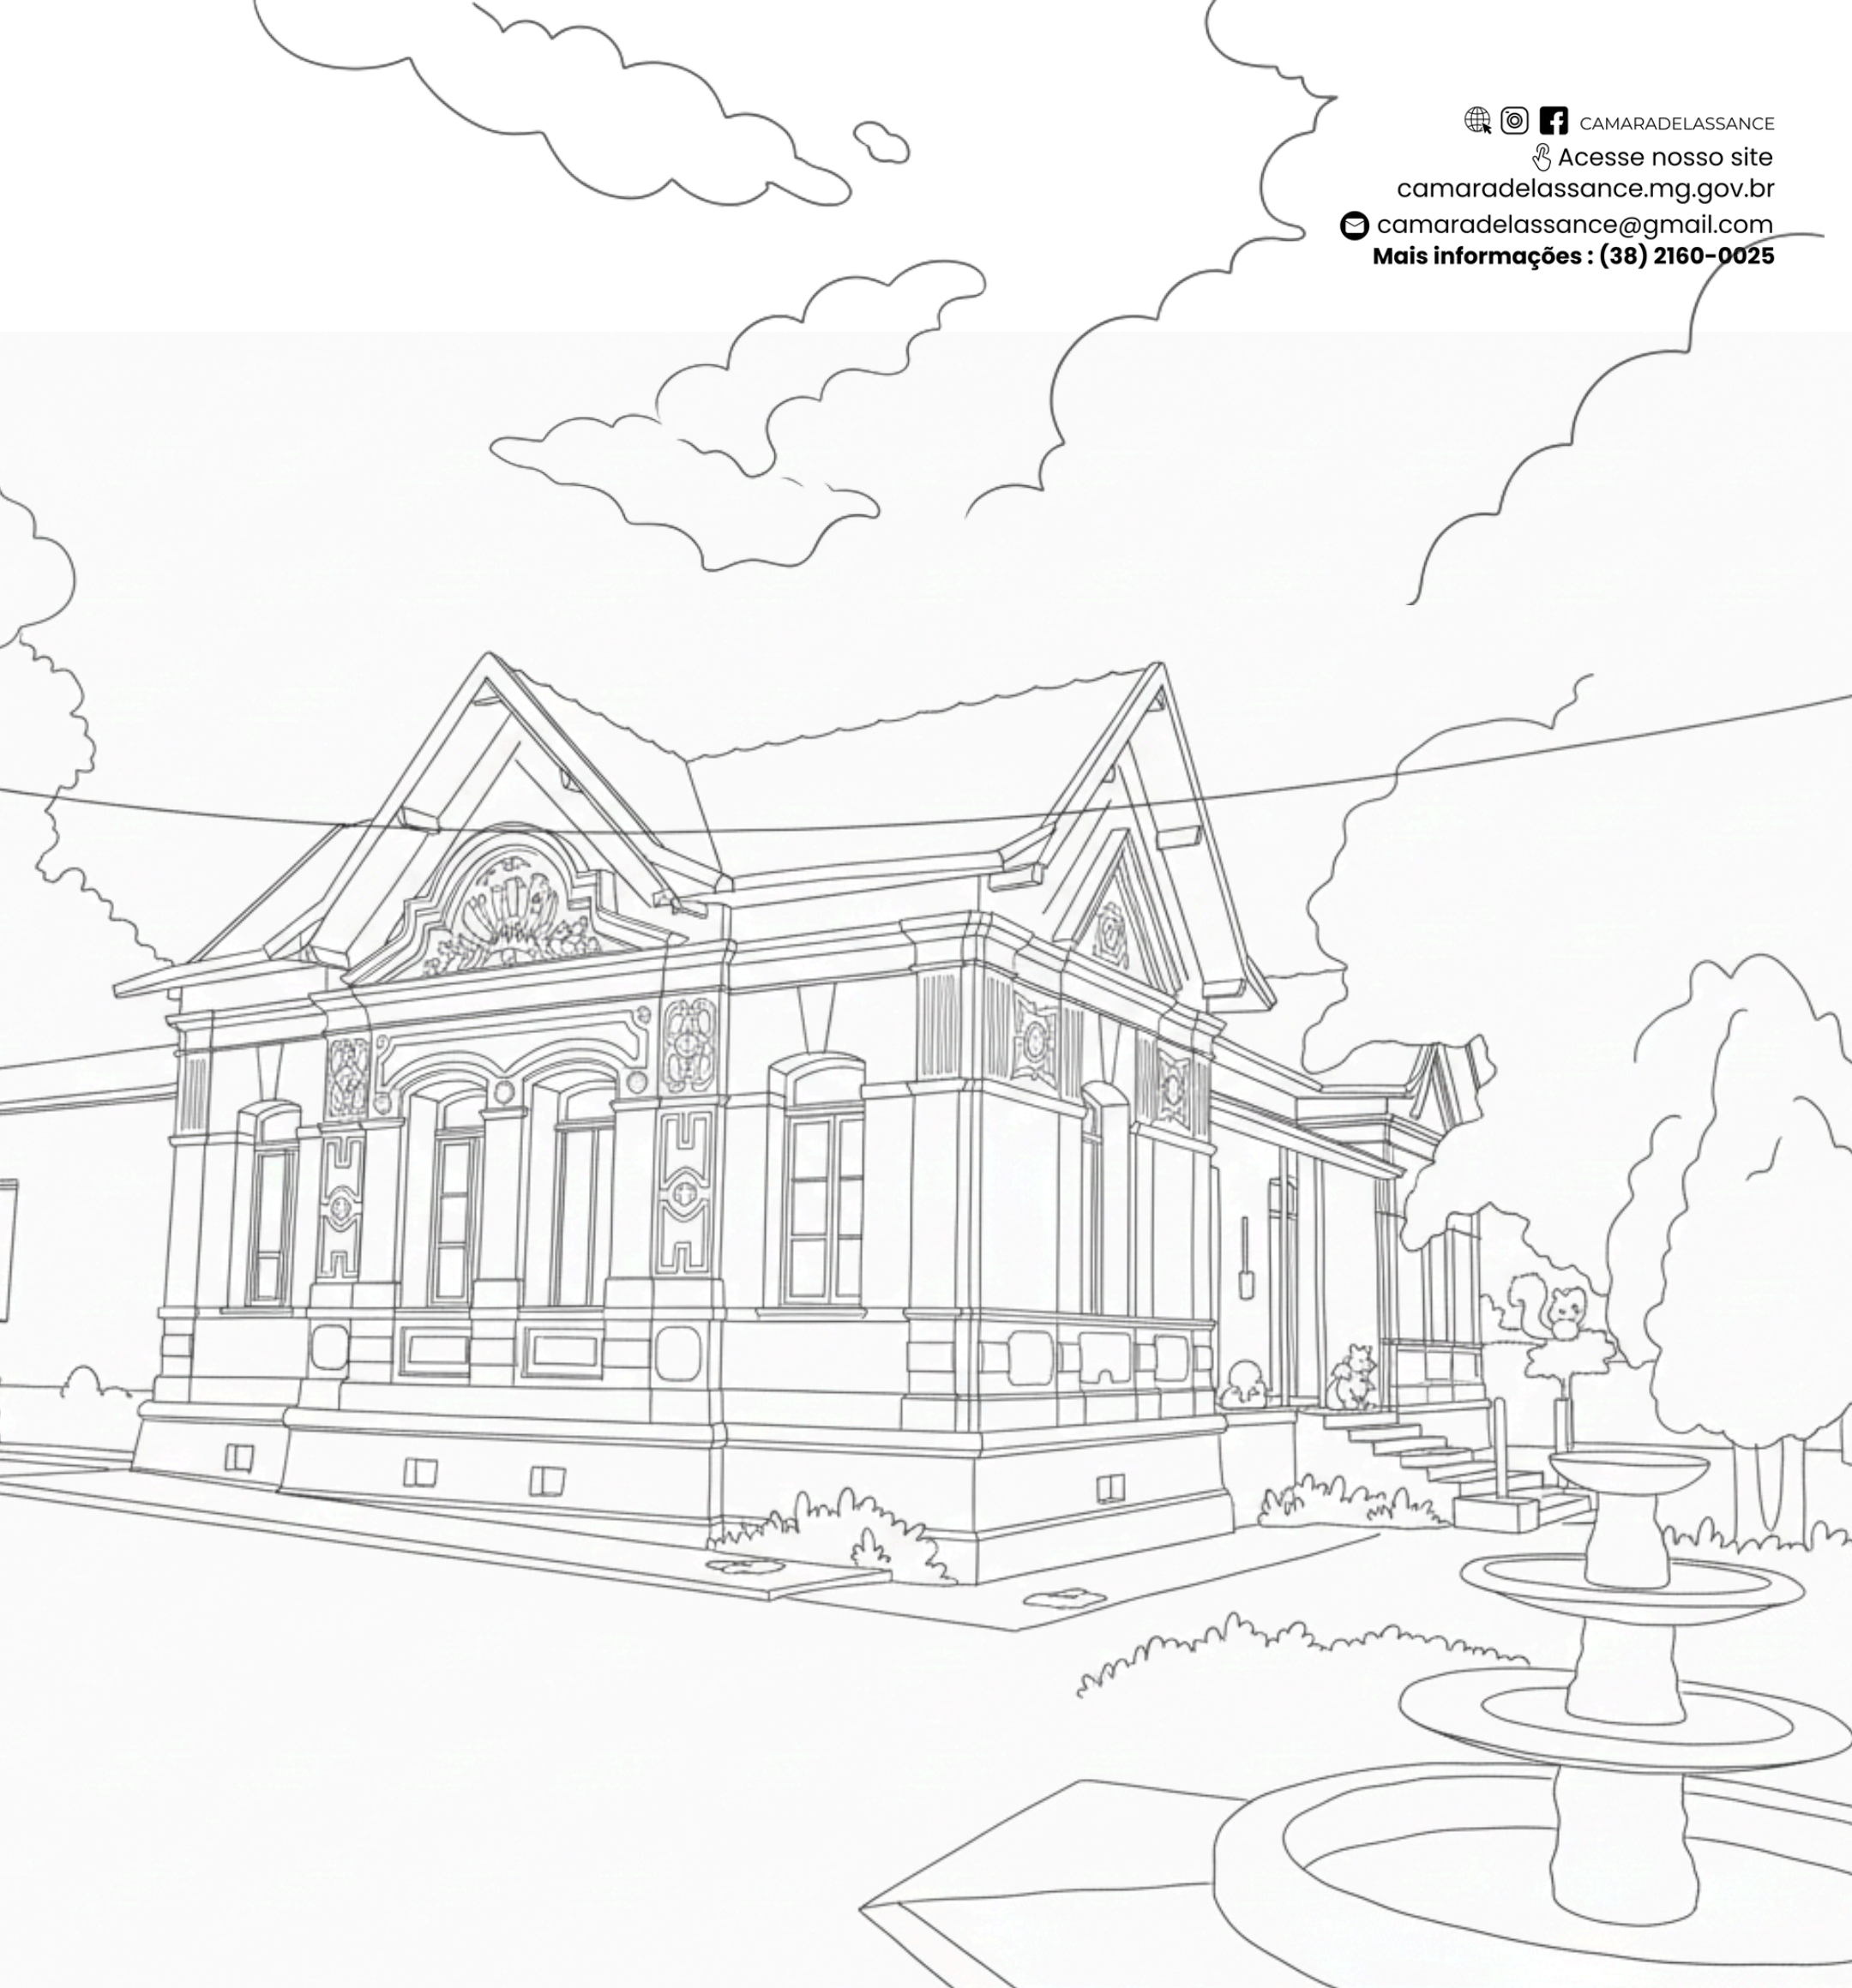 CAMARADELASSANCE
Acesse nosso site
camaradelassance.mg.gov.br
camaradelassance@gmail.com
Mais informações : (38) 2160-0025